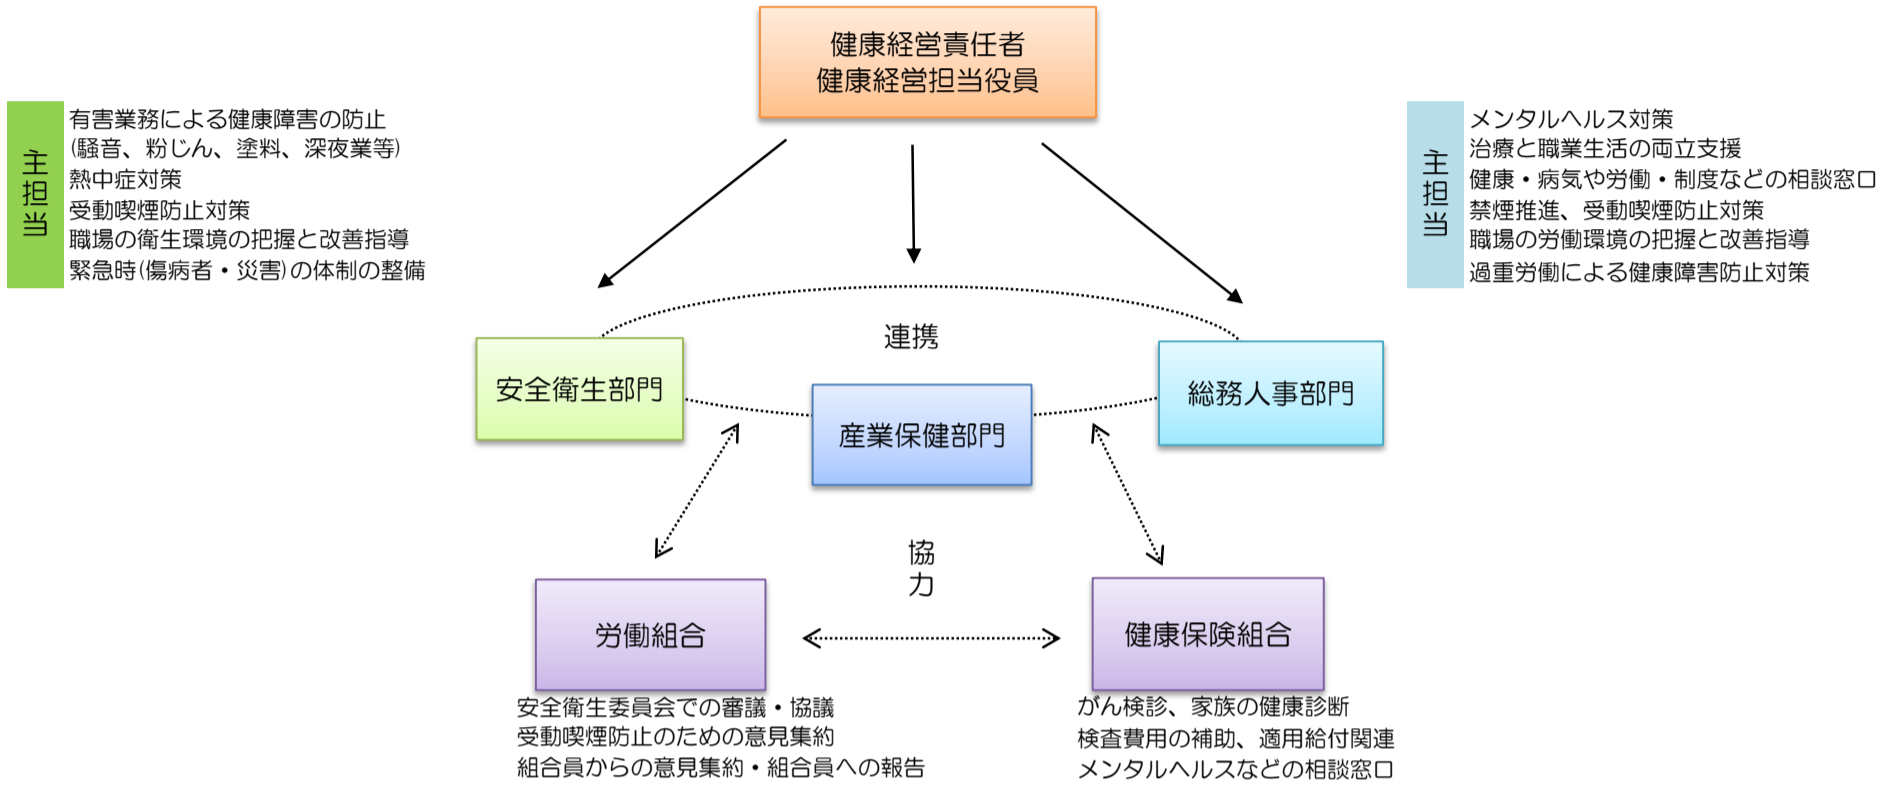 健康経営責任者
健康経営担当役員
主担当
有害業務による健康障害の防止
(騒音、粉じん、塗料、深夜業等)
熱中症対策
受動喫煙防止対策
職場の衛生環境の把握と改善指導
緊急時(傷病者・災害)の体制の整備
主担当
メンタルヘルス対策
治療と職業生活の両立支援
健康・病気や労働・制度などの相談窓口
禁煙推進、受動喫煙防止対策
職場の労働環境の把握と改善指導
過重労働による健康障害防止対策
連携
安全衛生部門
産業保健部門
総務人事部門
協力
労働組合
安全衛生委員会での審議・協議
受動喫煙防止のための意見集約
組合員からの意見集約・組合員への報告
健康保険組合
がん検診、家族の健康診断
検査費用の補助、適用給付関連
メンタルヘルスなどの相談窓口